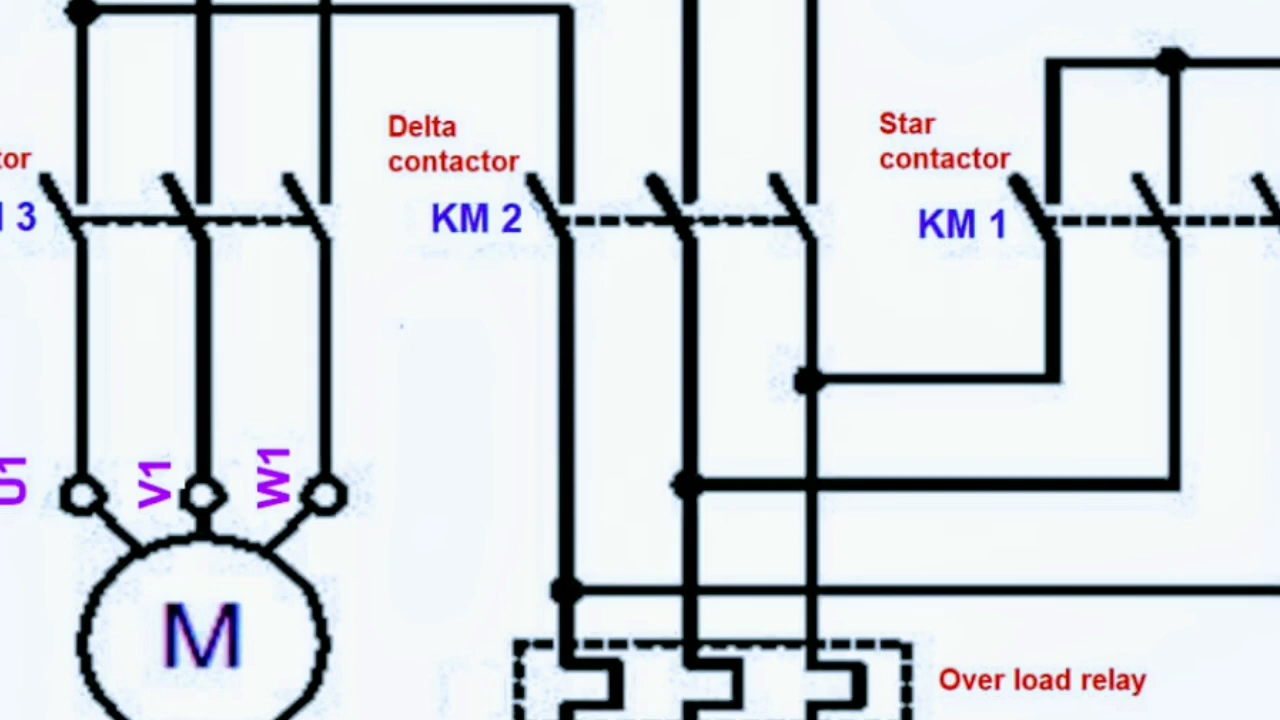 Delta
contactor
Star
contactor
KM 2
KM 1
V1
W1
M
Over load relay